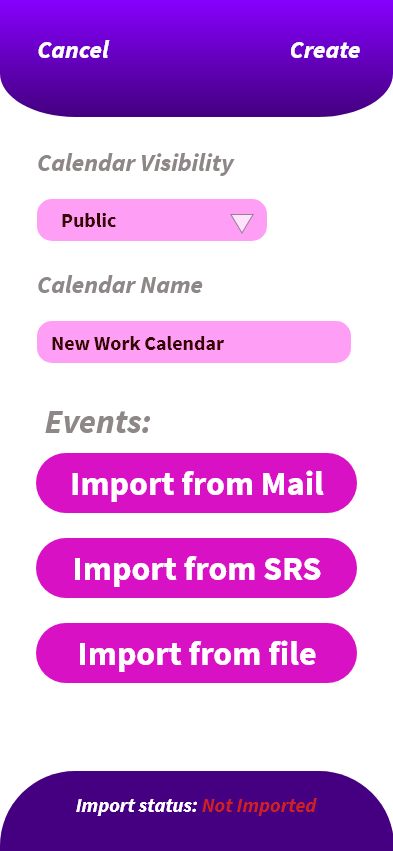 Cancel Create
Calendar Visibility
Public
Calendar Name
New Work Calendar
Events:
Import from Mail
Import from SRS
Import from file
Import status: Not Imported